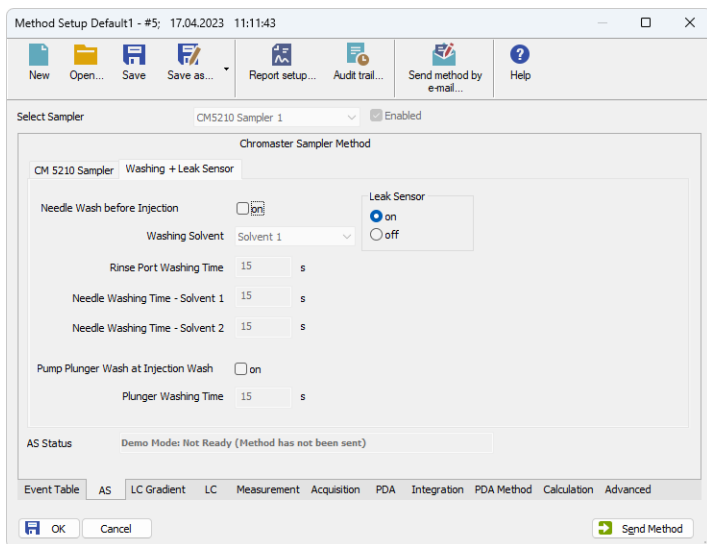 Method Setup Default1 - #5; 17.04.2023 11:11:43
New Open... Save Save as... Report setup... Audit trail... Send method by e-mail... Help
Select Sampler CM5210 Sampler 1 Enabled
Chromaster Sampler Method
CM 5210 Sampler Washing + Leak Sensor
Leak Sensor
Needle Wash before Injection on on
Washing Solvent Solvent 1 off
Rinse Port Washing Time 15 s
Needle Washing Time - Solvent 1 15 s
Needle Washing Time - Solvent 2 15 s
Pump Plunger Wash at Injection Wash on
Plunger Washing Time 15 s
AS Status Demo Mode: Not Ready (Method has not been sent)
Event Table AS LC Gradient LC Measurement Acquisition PDA Integration PDA Method Calculation Advanced
OK Cancel Send Method